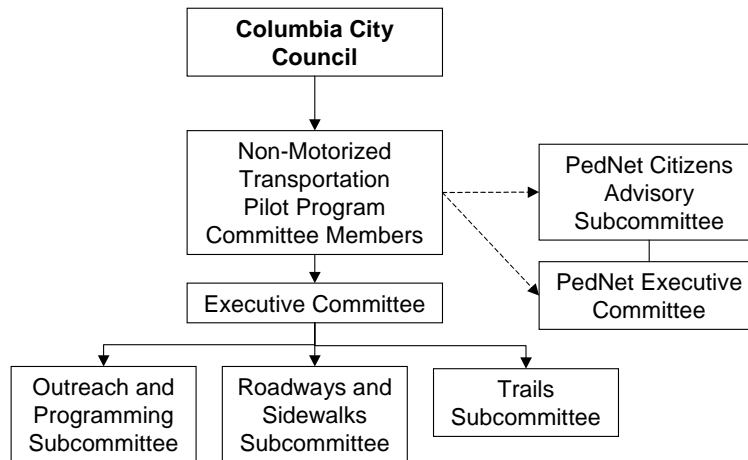 Columbia City
Council
Non-Motorized
Transportation
Pilot Program
Committee Members
PedNet Citizens
Advisory
Subcommittee
PedNet Executive
Committee
Executive Committee
Outreach and
Programming
Subcommittee
Roadways and
Sidewalks
Subcommittee
Trails
Subcommittee